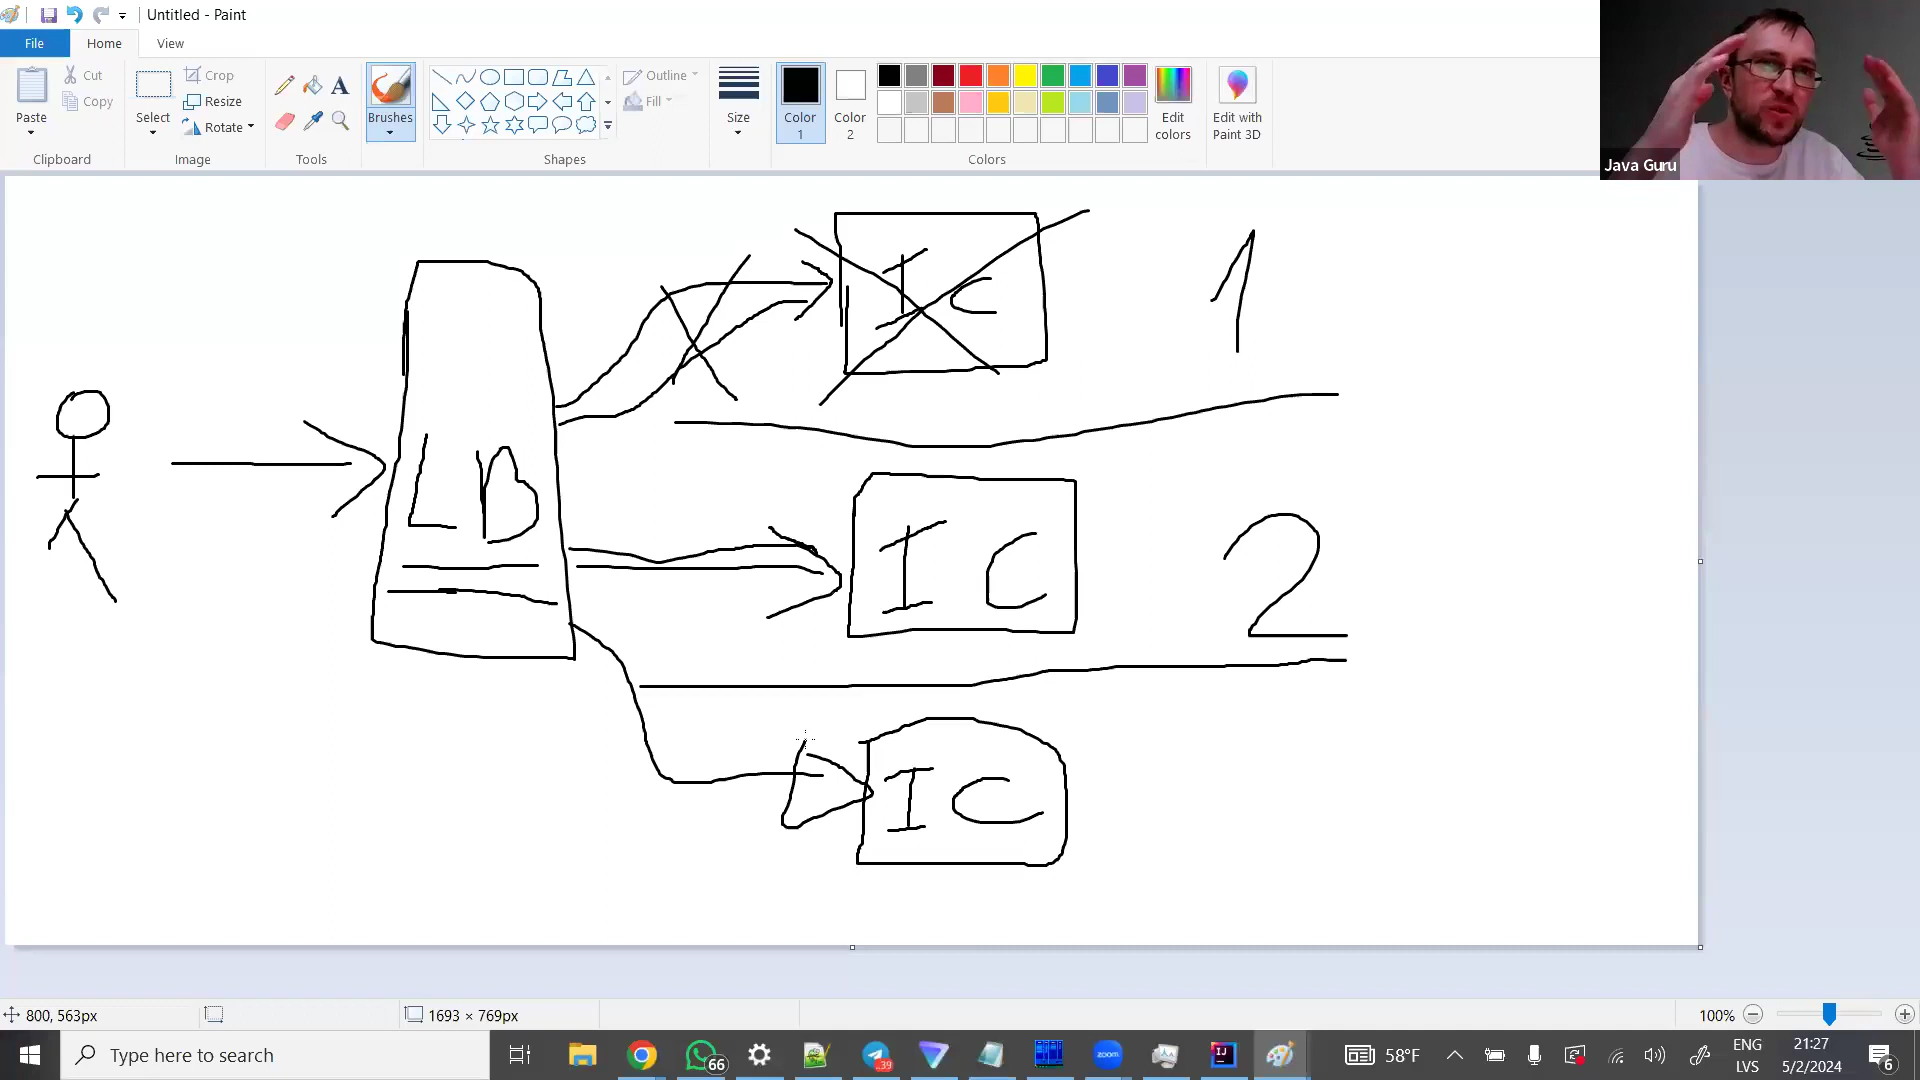 Untitled - Paint
File Home View
Paste
Cut
Copy
Clipboard
Select
Crop
Resize
Rotate
Image
Tools
Brushes
Shapes
Outline
Fill
Size
Color 1
Color 2
Edit colors
Edit with Paint 3D
Colors
Java Guru
IC 1
LB
IC 2
IC
800, 563px
1693 × 769px
100%
Type here to search
66
39
zoom
IJ
58°F
ENG
LVS
21:27
5/2/2024
6